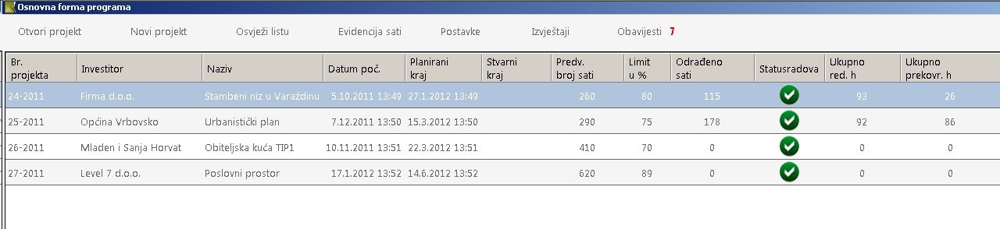 Osnovna forma programa
Otvori projekt Novi projekt Osvježi listu Evidencija sati Postavke Izvještaji Obavijesti 7
Br. projekta Investitor Naziv Datum poč. Planirani kraj Stvarni kraj Predv. broj sati Limit u % Odrađeno sati Statusradova Ukupno red. h Ukupno prekovr. h
24-2011 Firma d.o.o. Stambeni niz u Varaždinu 5.10.2011 13:49 27.1.2012 13:49 260 80 115 93 26
25-2011 Općina Vrbovsko Urbanistički plan 7.12.2011 13:50 15.3.2012 13:50 290 75 178 92 86
26-2011 Mladen i Sanja Horvat Obiteljska kuća TIP1 10.11.2011 13:51 22.3.2012 13:51 410 70 0 0 0
27-2011 Level 7 d.o.o. Poslovni prostor 17.1.2012 13:52 14.6.2012 13:52 620 89 0 0 0